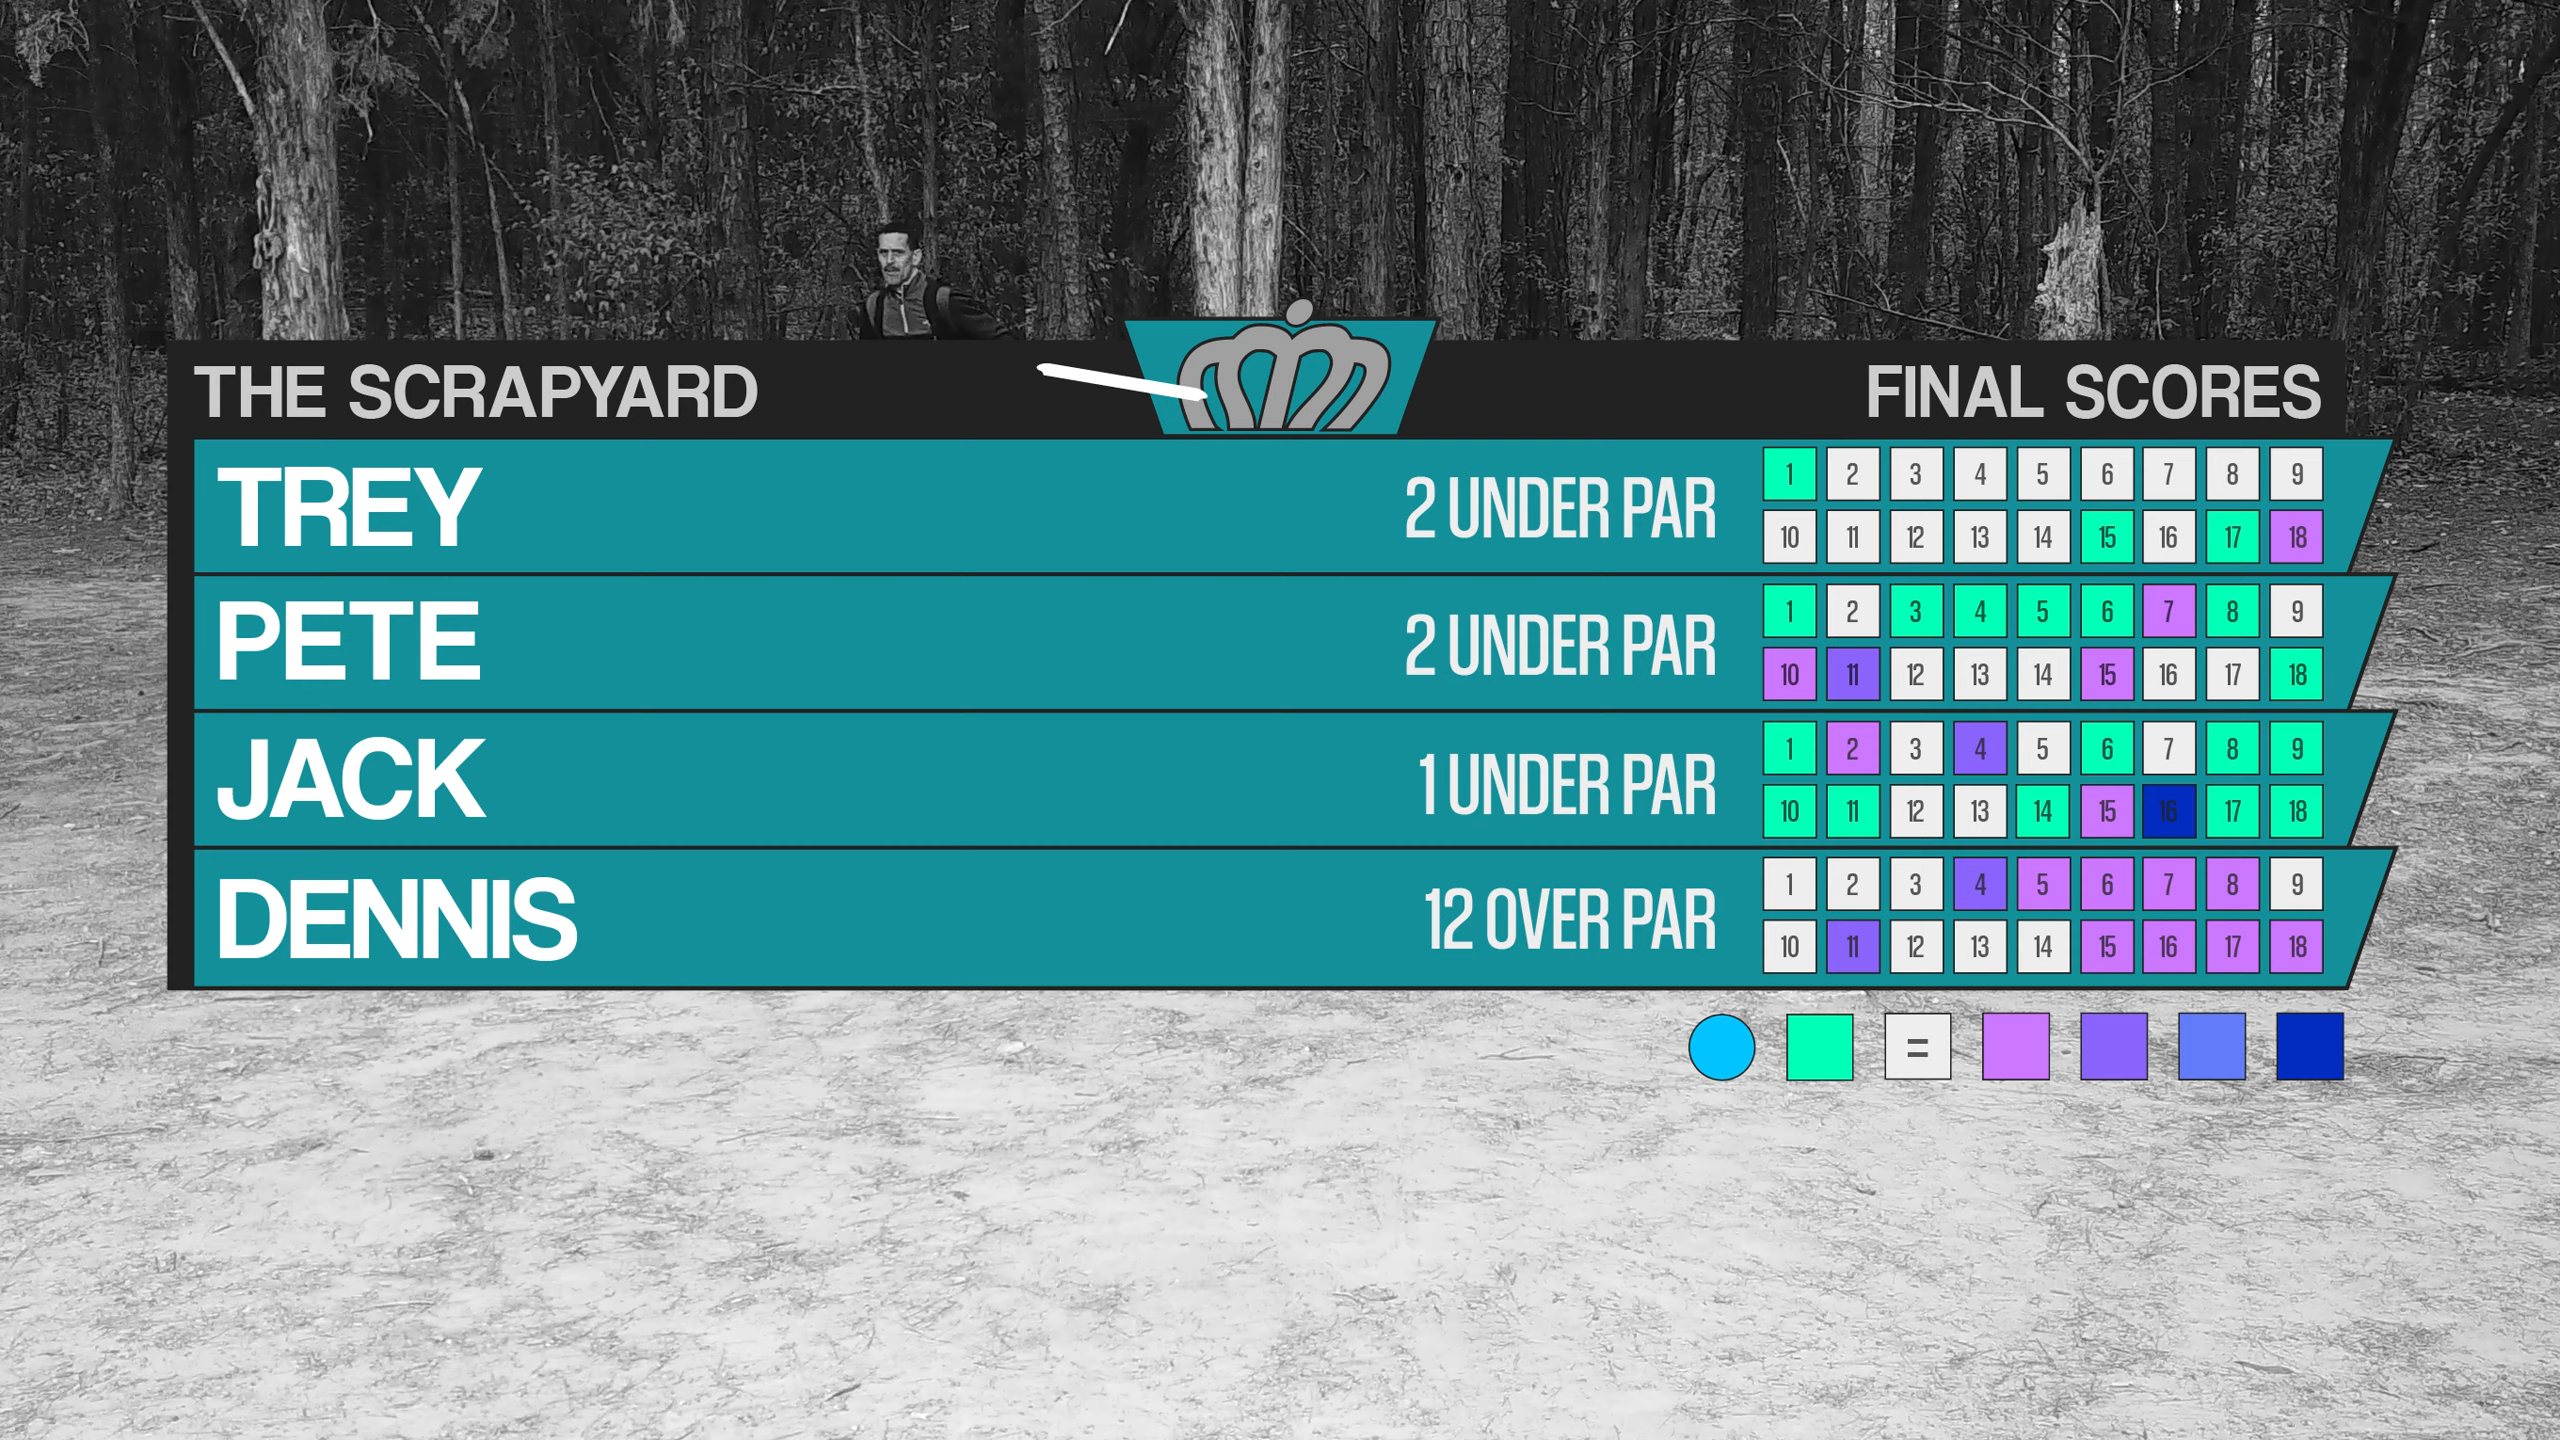 THE SCRAPYARD
FINAL SCORES
TREY
2 UNDER PAR
1 2 3 4 5 6 7 8 9
10 11 12 13 14 15 16 17 18
PETE
2 UNDER PAR
1 2 3 4 5 6 7 8 9
10 11 12 13 14 15 16 17 18
JACK
1 UNDER PAR
1 2 3 4 5 6 7 8 9
10 11 12 13 14 15 16 17 18
DENNIS
12 OVER PAR
1 2 3 4 5 6 7 8 9
10 11 12 13 14 15 16 17 18
=